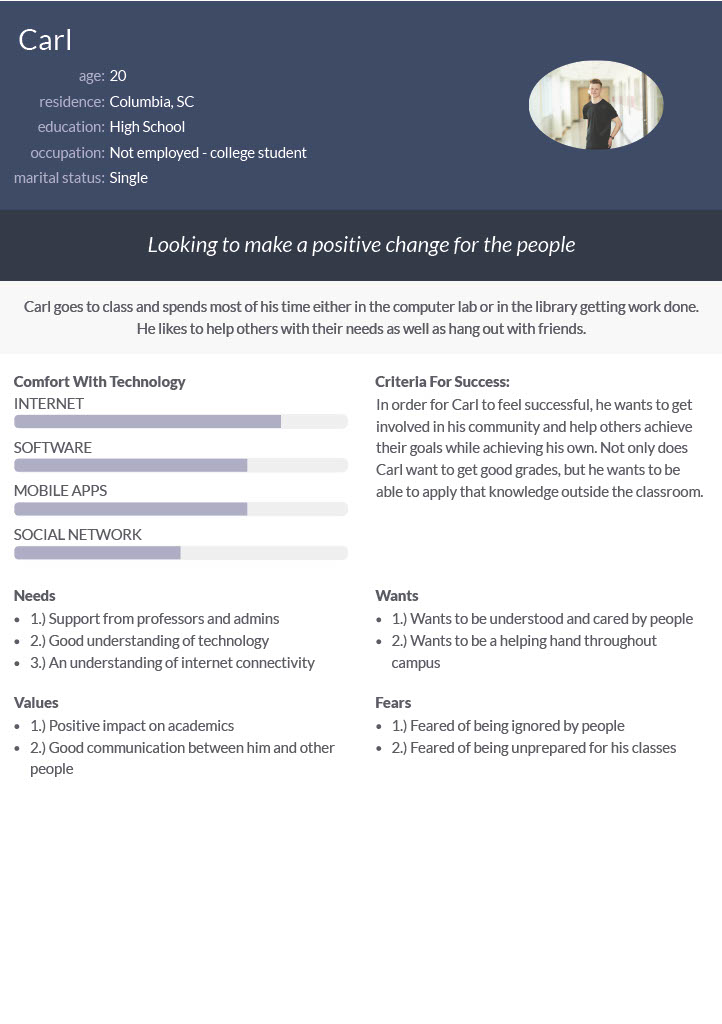 Carl
age: 20
residence: Columbia, SC
education: High School
occupation: Not employed - college student
marital status: Single
Looking to make a positive change for the people
Carl goes to class and spends most of his time either in the computer lab or in the library getting work done.
He likes to help others with their needs as well as hang out with friends.
Comfort With Technology
INTERNET
SOFTWARE
MOBILE APPS
SOCIAL NETWORK
Criteria For Success:
In order for Carl to feel successful, he wants to get
involved in his community and help others achieve
their goals while achieving his own. Not only does
Carl want to get good grades, but he wants to be
able to apply that knowledge outside the classroom.
Needs
• 1.) Support from professors and admins
• 2.) Good understanding of technology
• 3.) An understanding of internet connectivity
Wants
• 1.) Wants to be understood and cared by people
• 2.) Wants to be a helping hand throughout
campus
Values
• 1.) Positive impact on academics
• 2.) Good communication between him and other
people
Fears
• 1.) Feared of being ignored by people
• 2.) Feared of being unprepared for his classes